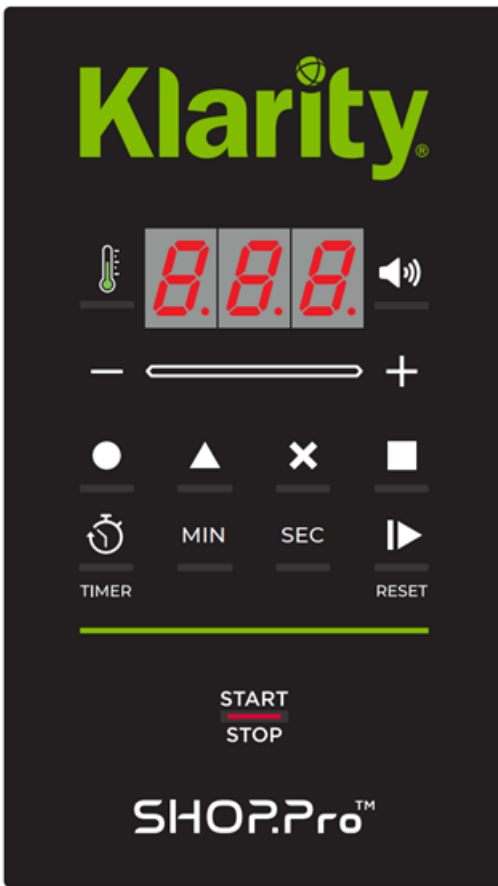 Klarity®
8.8.8.
MIN SEC
TIMER RESET
START
STOP
SHOP.Pro™